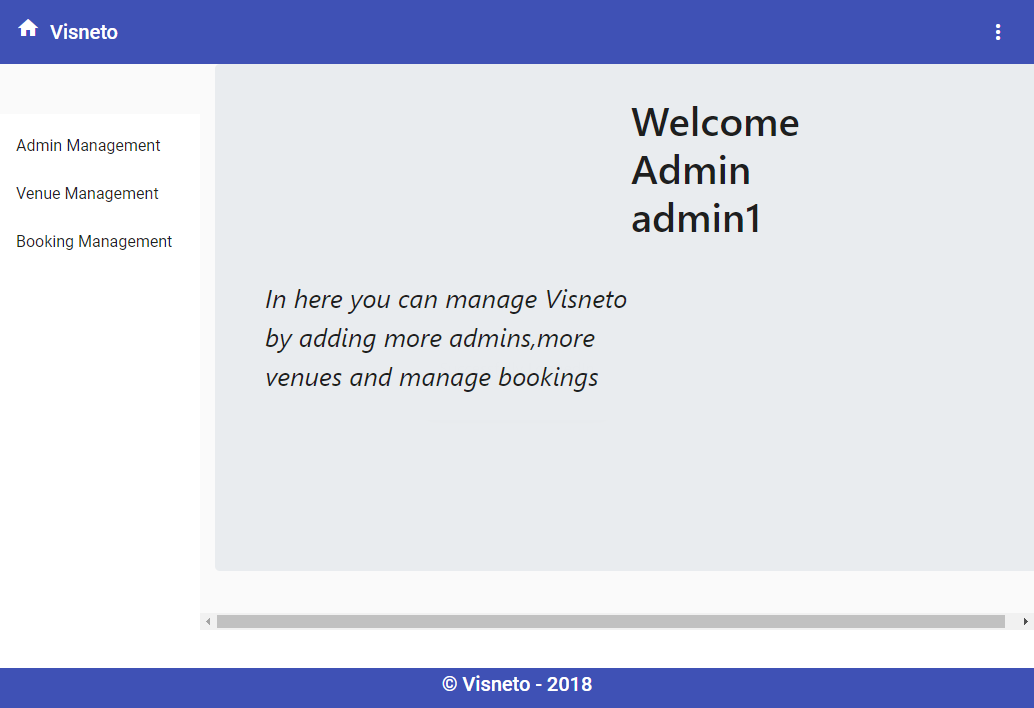 Visneto
Admin Management
Venue Management
Booking Management
Welcome
Admin
admin1
In here you can manage Visneto
by adding more admins,more
venues and manage bookings
© Visneto - 2018